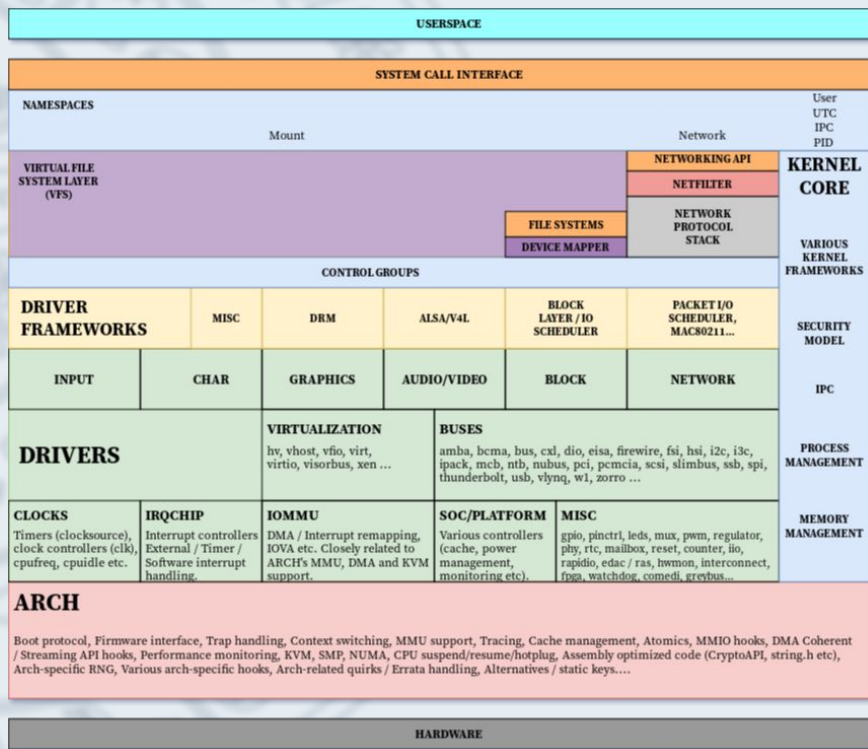 USERSPACE
SYSTEM CALL INTERFACE
NAMESPACES
Mount
Network
User
UTC
IPC
PID
VIRTUAL FILE
SYSTEM LAYER
(VFS)
FILE SYSTEMS
DEVICE MAPPER
NETWORKING API
NETFILTER
NETWORK
PROTOCOL
STACK
KERNEL
CORE
VARIOUS
KERNEL
FRAMEWORKS
SECURITY
MODEL
IPC
PROCESS
MANAGEMENT
MEMORY
MANAGEMENT
CONTROL GROUPS
DRIVER
FRAMEWORKS
MISC
DRM
ALSA/V4L
BLOCK
LAYER / IO
SCHEDULER
PACKET I/O
SCHEDULER,
MAC80211...
INPUT
CHAR
GRAPHICS
AUDIO/VIDEO
BLOCK
NETWORK
DRIVERS
VIRTUALIZATION
hv, vhost, vfio, virt,
virtio, visorbus, xen ...
BUSES
amba, bcma, bus, cxl, dio, eisa, firewire, fsi, hsi, i2c, i3c,
ipack, mcb, ntb, nubus, pci, pcmcia, scsi, slimbus, ssb, spi,
thunderbolt, usb, vlynq, w1, zorro ...
CLOCKS
Timers (clocksource),
clock controllers (clk),
cpufreq, cpuidle etc.
IRQCHIP
Interrupt controllers
External / Timer /
Software interrupt
handling.
IOMMU
DMA / Interrupt remapping,
IOVA etc. Closely related to
ARCH's MMU, DMA and KVM
support.
SOC/PLATFORM
Various controllers
(cache, power
management,
monitoring etc).
MISC
gpio, pinctrl, leds, mux, pwm, regulator,
phy, rtc, mailbox, reset, counter, iio,
rapidio, edac / ras, hwmon, interconnect,
fpga, watchdog, comedi, greybus...
ARCH
Boot protocol, Firmware interface, Trap handling, Context switching, MMU support, Tracing, Cache management, Atomics, MMIO hooks, DMA Coherent
/ Streaming API hooks, Performance monitoring, KVM, SMP, NUMA, CPU suspend/resume/hotplug, Assembly optimized code (CryptoAPI, string.h etc),
Arch-specific RNG, Various arch-specific hooks, Arch-related quirks / Errata handling, Alternatives / static keys....
HARDWARE